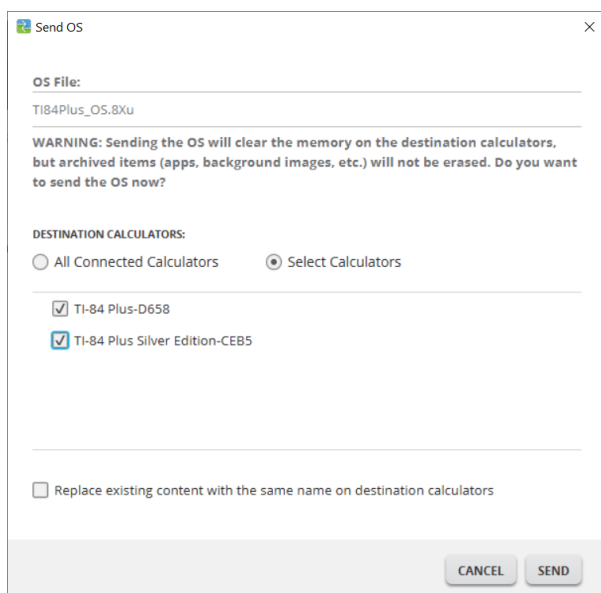 Send OS
OS File:
TI84Plus_OS.8Xu
WARNING: Sending the OS will clear the memory on the destination calculators,
but archived items (apps, background images, etc.) will not be erased. Do you want
to send the OS now?
DESTINATION CALCULATORS:
All Connected Calculators Select Calculators
TI-84 Plus-D658
TI-84 Plus Silver Edition-CEB5
Replace existing content with the same name on destination calculators
CANCEL SEND